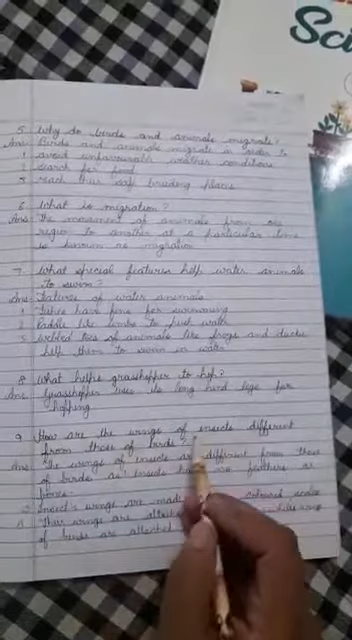 Sci
5 Why do birds and animals migrate?
Ans Birds and animals migrate in order to
1 avoid unfavourable weather conditions
2 search for food
3 reach their safe breeding places
6 What is migration?
Ans The movement of animals from one
region to another at a particular time
is known as migration
7 What special features help water animals
to swim?
Ans Features of water animals
1 Fishes have fins for swimming
2 Paddle like limbs to push water
3 Webbed toes of animals like frogs and ducks
help them to swim in water
8 What helps grasshopper to hop?
Ans Grasshopper uses its long hind legs for
hopping
9 How are the wings of insects different
from those of birds?
Ans The wings of insects are different from those
of birds as insects have no feathers or
bones.
Insect's wings are made
Their wings are attached wings
of birds are attached